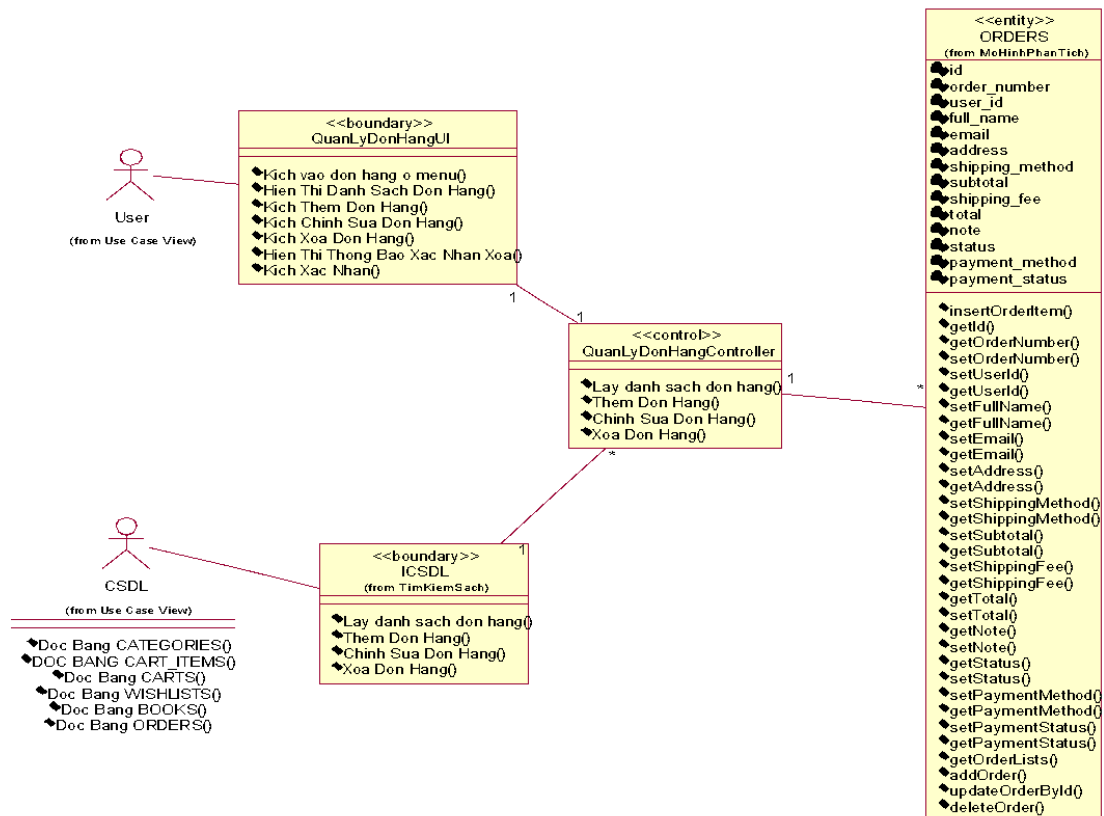 <<boundary>>
QuanLyDonHangUI
Kich vao don hang o menu()
Hien Thi Danh Sach Don Hang()
Kich Them Don Hang()
Kich Chinh Sua Don Hang()
Kich Xoa Don Hang()
Hien Thi Thong Bao Xac Nhan Xoa()
Kich Xac Nhan()
User
(from Use Case View)
1
1
<<control>>
QuanLyDonHangController
Lay danh sach don hang()
Them Don Hang()
Chinh Sua Don Hang()
Xoa Don Hang()
1
*
*
1
<<boundary>>
ICSDL
(from TimKiemSach)
Lay danh sach don hang()
Them Don Hang()
Chinh Sua Don Hang()
Xoa Don Hang()
CSDL
(from Use Case View)
Doc Bang CATEGORIES()
DOC BANG CART_ITEMS()
Doc Bang CARTS()
Doc Bang WISHLISTS()
Doc Bang BOOKS()
Doc Bang ORDERS()
<<entity>>
ORDERS
(from MoHinhPhanTich)
id
order_number
user_id
full_name
email
address
shipping_method
subtotal
shipping_fee
total
note
status
payment_method
payment_status
insertOrderItem()
getId()
getOrderNumber()
setOrderNumber()
setUserId()
getUserId()
setFullName()
getFullName()
setEmail()
getEmail()
setAddress()
getAddress()
setShippingMethod()
getShippingMethod()
setSubtotal()
getSubtotal()
setShippingFee()
getShippingFee()
getTotal()
setTotal()
getNote()
setNote()
getStatus()
setStatus()
setPaymentMethod()
getPaymentMethod()
setPaymentStatus()
getPaymentStatus()
getOrderLists()
addOrder()
updateOrderById()
deleteOrder()